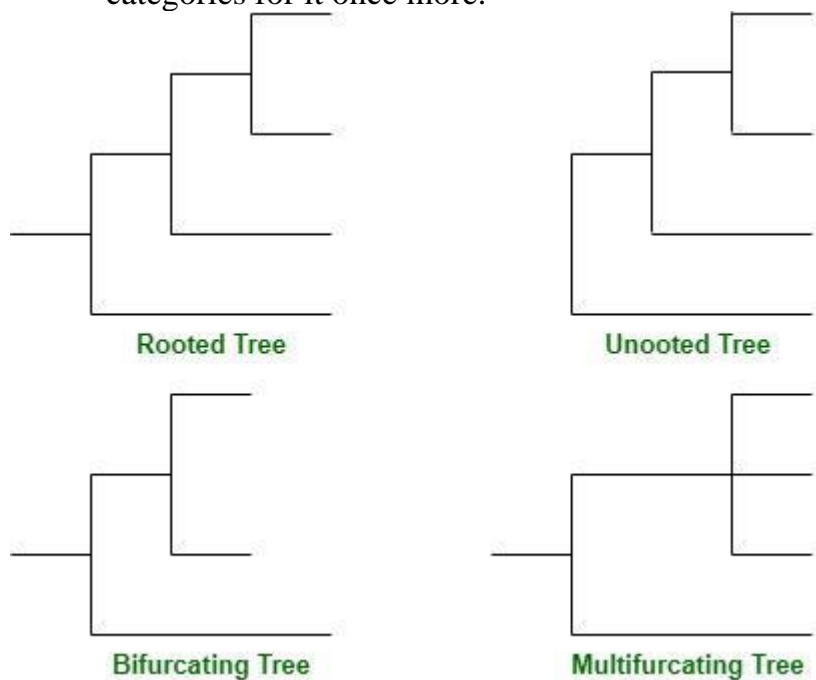 categories for it once more.
Rooted Tree
Unooted Tree
Bifurcating Tree
Multifurcating Tree